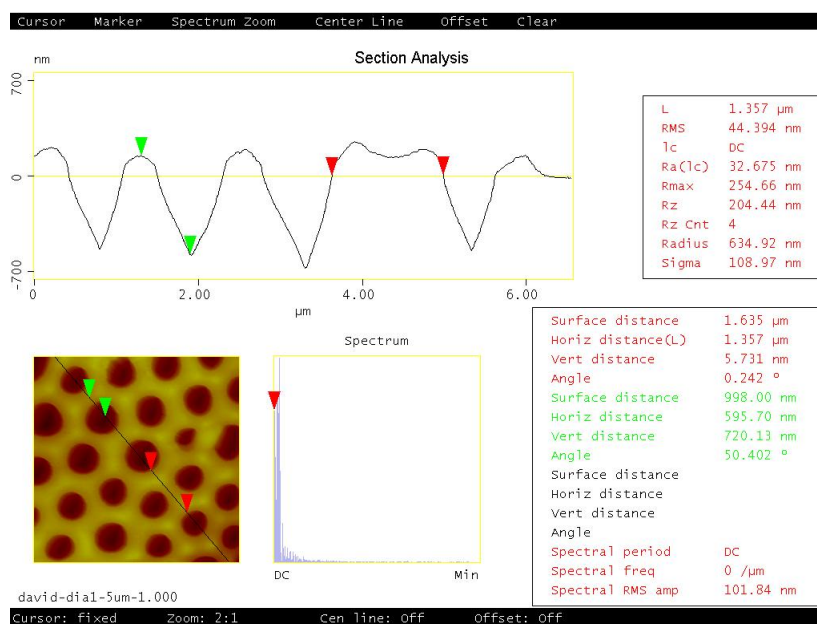 Cursor Marker Spectrum Zoom Center Line Offset Clear
nm
Section Analysis
700
0
-700
0 2.00 4.00 6.00
µm
L 1.357 µm
RMS 44.394 nm
lc DC
Ra(lc) 32.675 nm
Rmax 254.66 nm
Rz 204.44 nm
Rz Cnt 4
Radius 634.92 nm
Sigma 108.97 nm
Surface distance 1.635 µm
Horiz distance(L) 1.357 µm
Vert distance 5.731 nm
Angle 0.242 º
Surface distance 998.00 nm
Horiz distance 595.70 nm
Vert distance 720.13 nm
Angle 50.402 º
Surface distance
Horiz distance
Vert distance
Angle
Spectral period DC
Spectral freq 0 /µm
Spectral RMS amp 101.84 nm
Spectrum
DC Min
david-dia1-5um-1.000
Cursor: fixed Zoom: 2:1 Cen line: Off Offset: Off